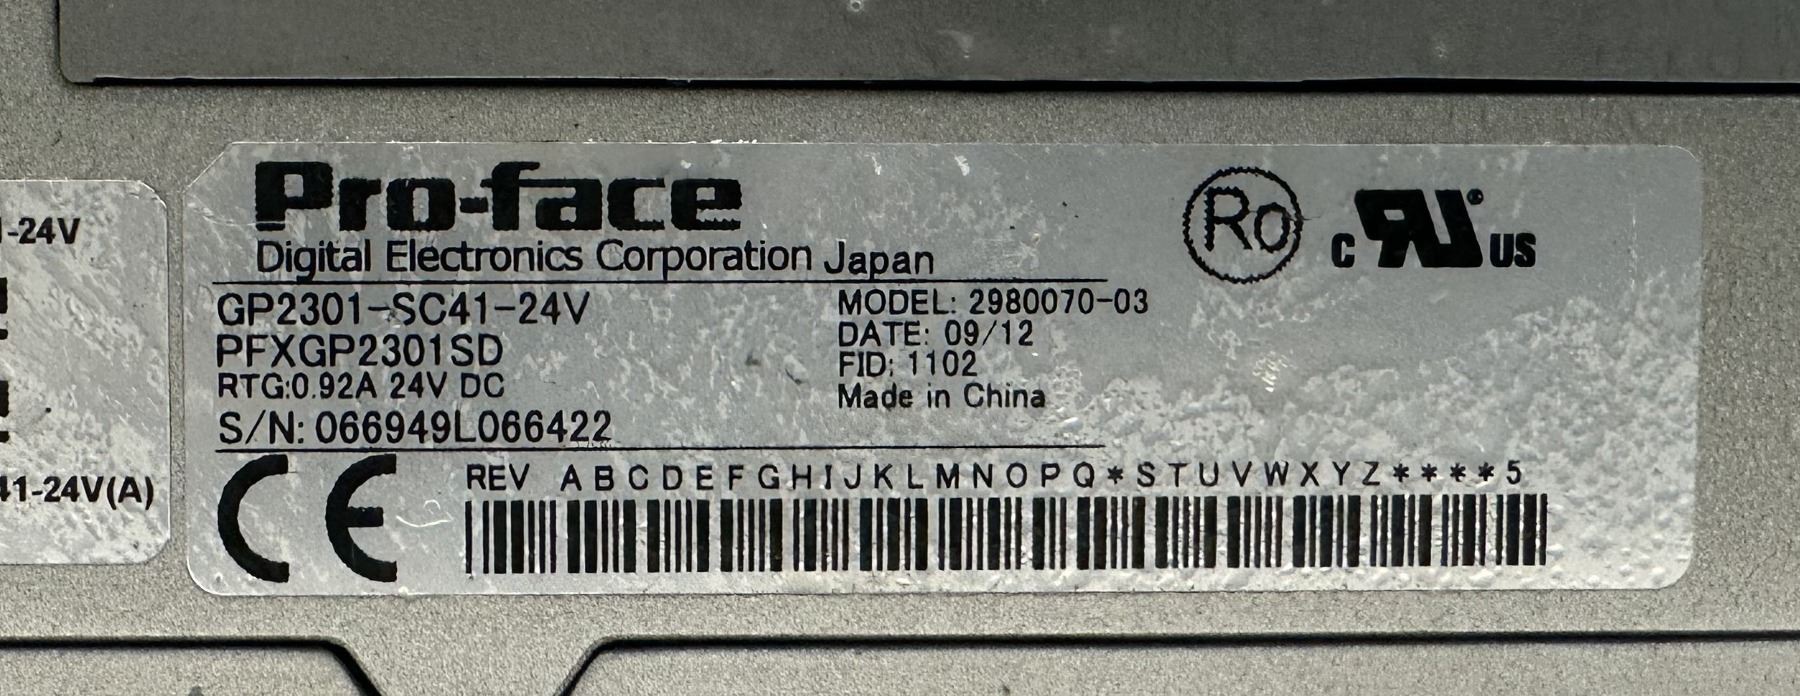 Pro-face
Digital Electronics Corporation Japan
Ro
c RU® US
GP2301-SC41-24V
PFXGP2301SD
RTG:0.92A 24V DC
S/N: 066949L066422
MODEL: 2980070-03
DATE: 09/12
FID: 1102
Made in China
CE
REV A B C D E F G H I J K L M N O P Q * S T U V W X Y Z * * * * 5
-24V
41-24V(A)